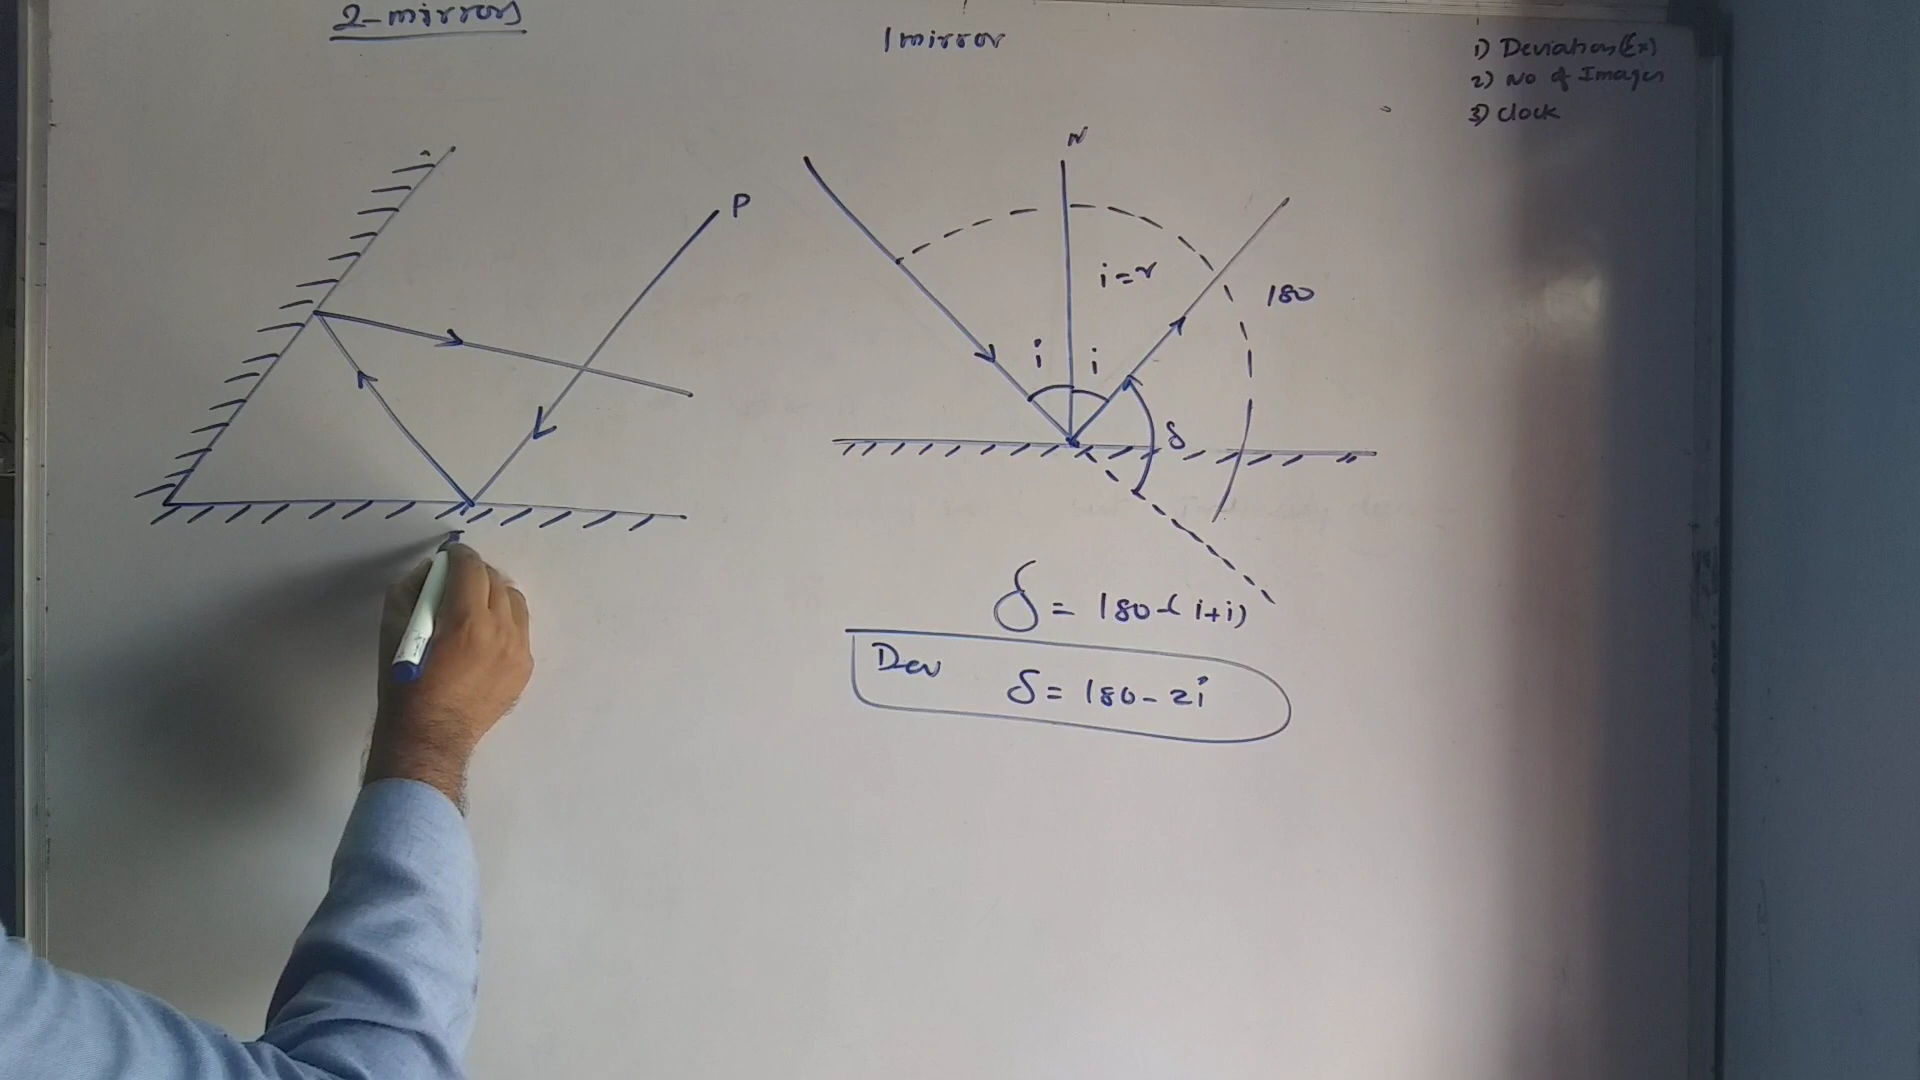 2-mirrors
1 mirror
1) Deviation (Ex)
2) No of Images
3) clock
P
N
i=r
i
i
180
δ
δ = 180-(i+i)
Dev δ = 180-2i